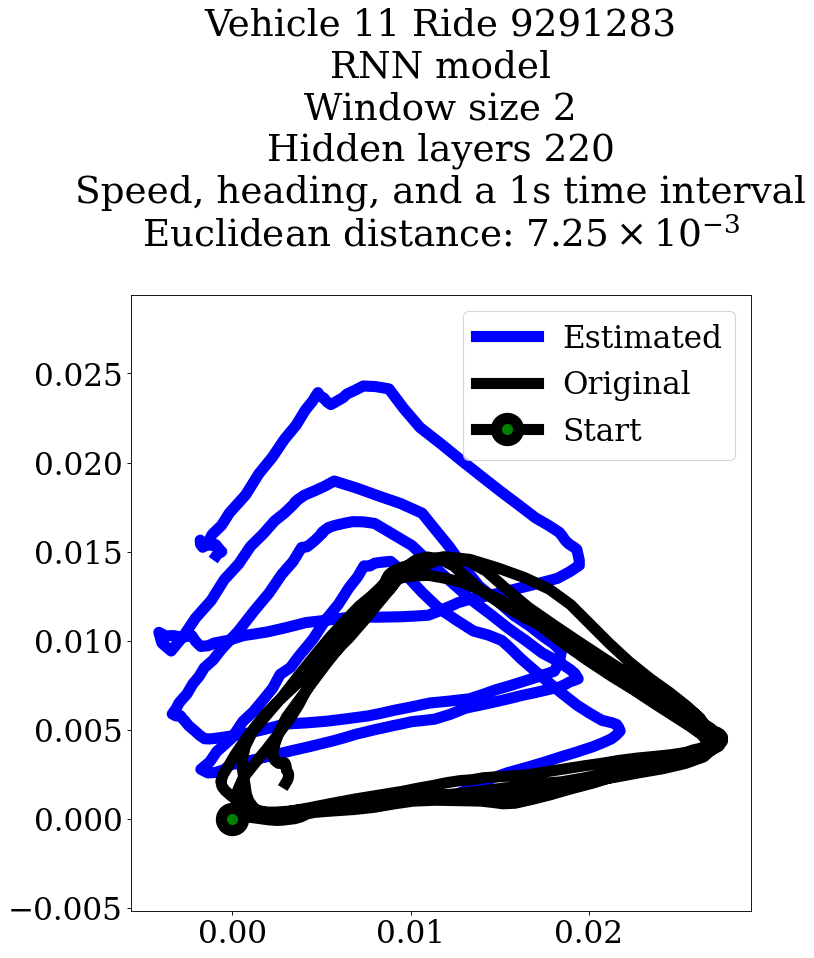 Vehicle 11 Ride 9291283
RNN model
Window size 2
Hidden layers 220
Speed, heading, and a 1s time interval
Euclidean distance: 7.25 × 10⁻³
Estimated
Original
Start
0.025
0.020
0.015
0.010
0.005
0.000
−0.005
0.00 0.01 0.02